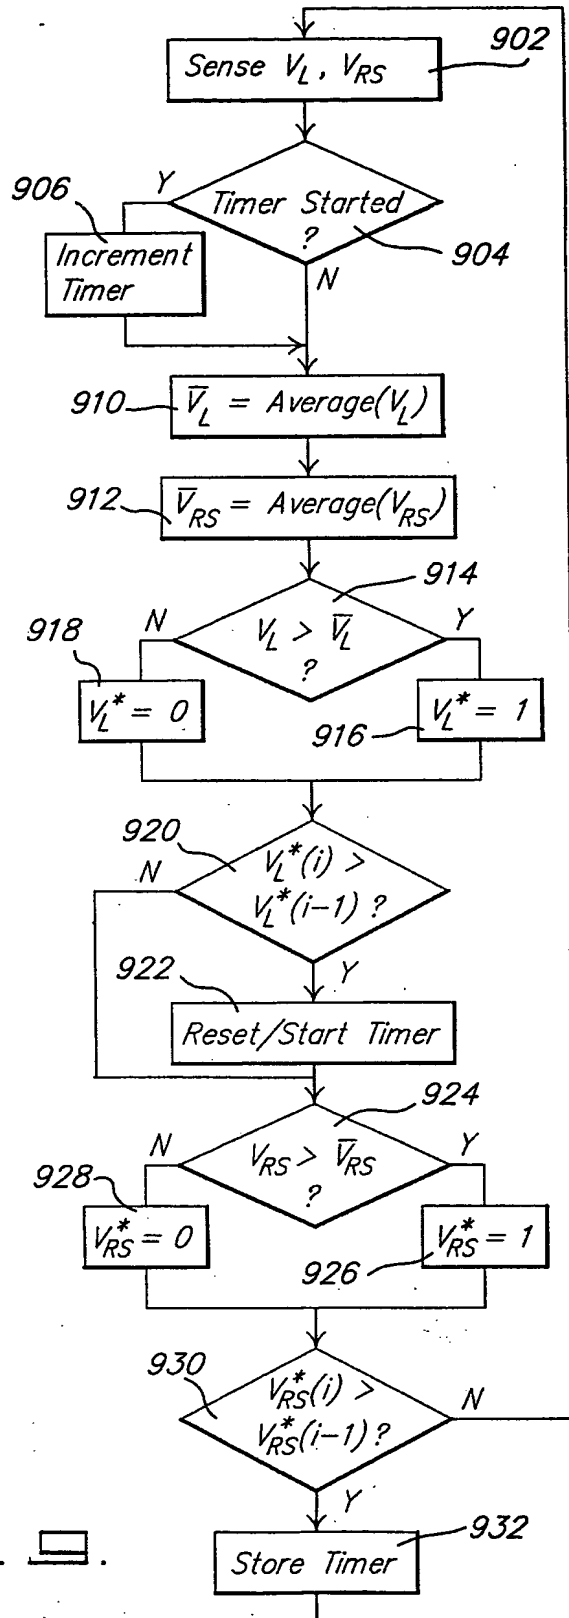 902
Sense V_L, V_RS
906
Y
Timer Started
?
904
Increment
Timer
N
910
V̅_L = Average(V_L)
912
V̅_RS = Average(V_RS)
914
N
V_L > V̅_L
?
Y
918
V_L* = 0
916
V_L* = 1
920
N
V_L*(i) >
V_L*(i-1) ?
922
Y
Reset/Start Timer
924
N
V_RS > V̅_RS
?
Y
928
V_RS* = 0
926
V_RS* = 1
930
V_RS*(i) >
V_RS*(i-1) ?
N
Y
932
Store Timer